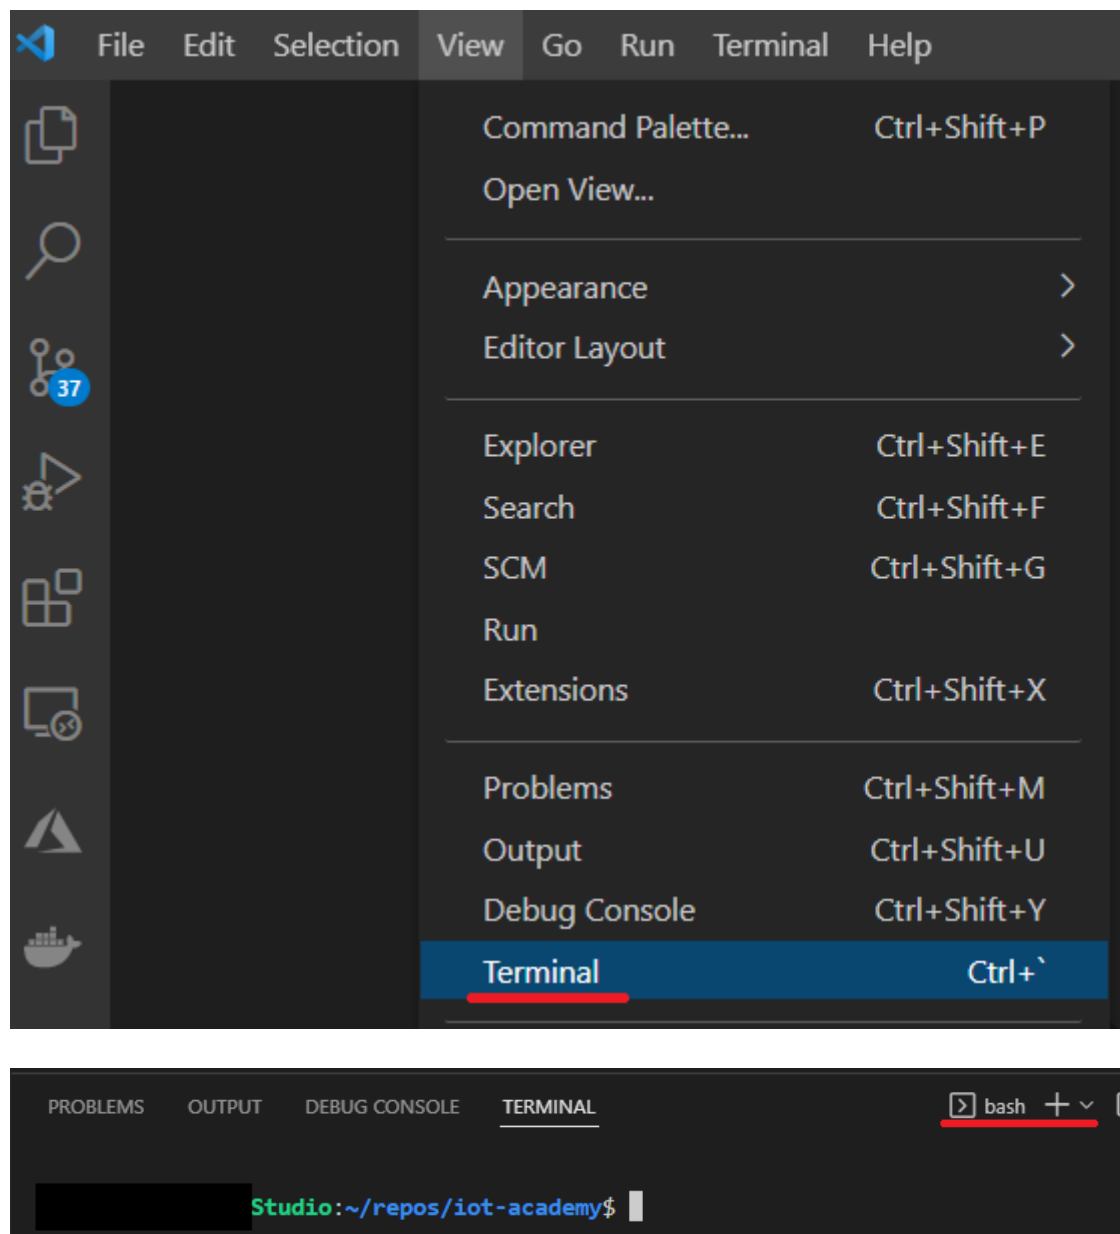 File Edit Selection View Go Run Terminal Help
Command Palette... Ctrl+Shift+P
Open View...
Appearance
Editor Layout
37
Explorer Ctrl+Shift+E
Search Ctrl+Shift+F
SCM Ctrl+Shift+G
Run
Extensions Ctrl+Shift+X
Problems Ctrl+Shift+M
Output Ctrl+Shift+U
Debug Console Ctrl+Shift+Y
Terminal Ctrl+`
PROBLEMS OUTPUT DEBUG CONSOLE TERMINAL bash
Studio:~/repos/iot-academy$